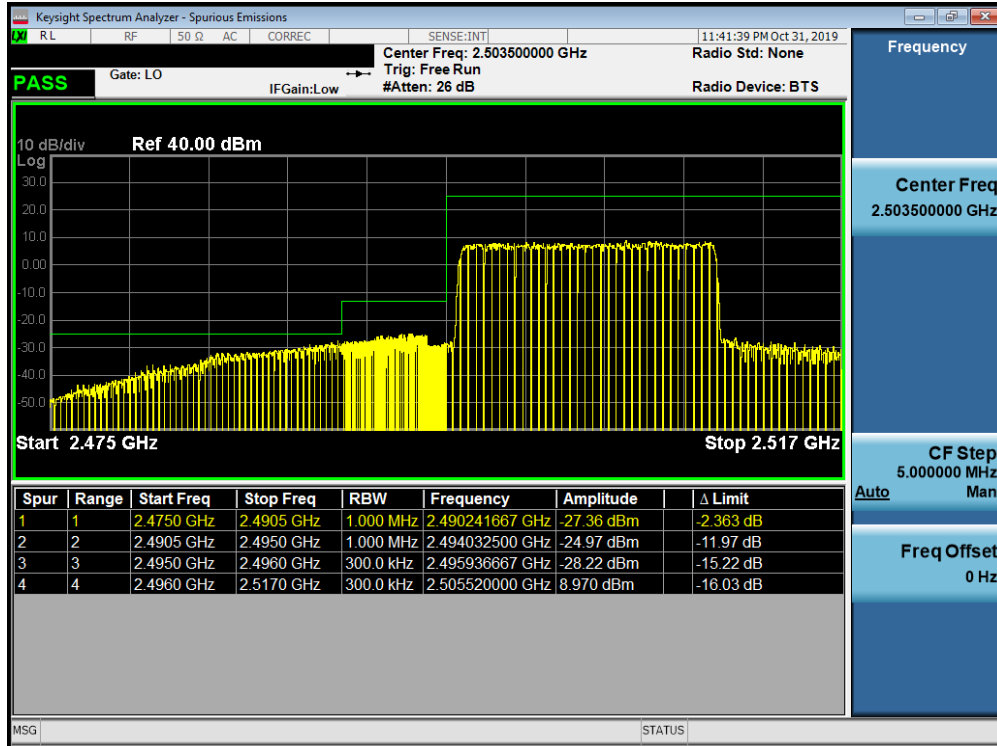 Keysight Spectrum Analyzer - Spurious Emissions
LXI RL RF 50 Ω AC CORREC SENSE:INT 11:41:39 PM Oct 31, 2019
Center Freq: 2.503500000 GHz Radio Std: None
PASS Gate: LO Trig: Free Run
IFGain:Low #Atten: 26 dB Radio Device: BTS
10 dB/div Ref 40.00 dBm
Log
30.0
20.0
10.0
0.00
-10.0
-20.0
-30.0
-40.0
-50.0
Start 2.475 GHz Stop 2.517 GHz
Spur Range Start Freq Stop Freq RBW Frequency Amplitude Δ Limit
1 1 2.4750 GHz 2.4905 GHz 1.000 MHz 2.490241667 GHz -27.36 dBm -2.363 dB
2 2 2.4905 GHz 2.4950 GHz 1.000 MHz 2.494032500 GHz -24.97 dBm -11.97 dB
3 3 2.4950 GHz 2.4960 GHz 300.0 kHz 2.495936667 GHz -28.22 dBm -15.22 dB
4 4 2.4960 GHz 2.5170 GHz 300.0 kHz 2.505520000 GHz 8.970 dBm -16.03 dB
MSG STATUS
Frequency
Center Freq
2.503500000 GHz
CF Step
5.000000 MHz
Auto Man
Freq Offset
0 Hz